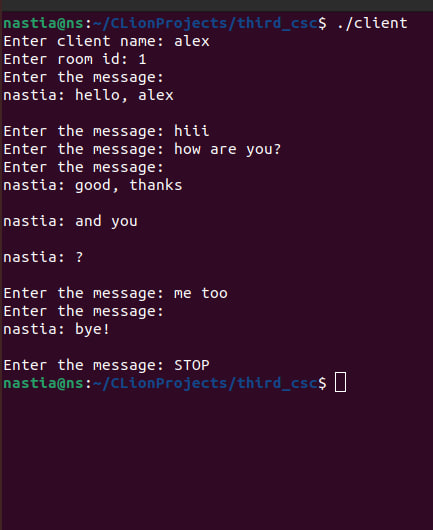 nastia@ns:~/CLionProjects/third_csc$ ./client
Enter client name: alex
Enter room id: 1
Enter the message:
nastia: hello, alex
Enter the message: hiii
Enter the message: how are you?
Enter the message:
nastia: good, thanks
nastia: and you
nastia: ?
Enter the message: me too
Enter the message:
nastia: bye!
Enter the message: STOP
nastia@ns:~/CLionProjects/third_csc$